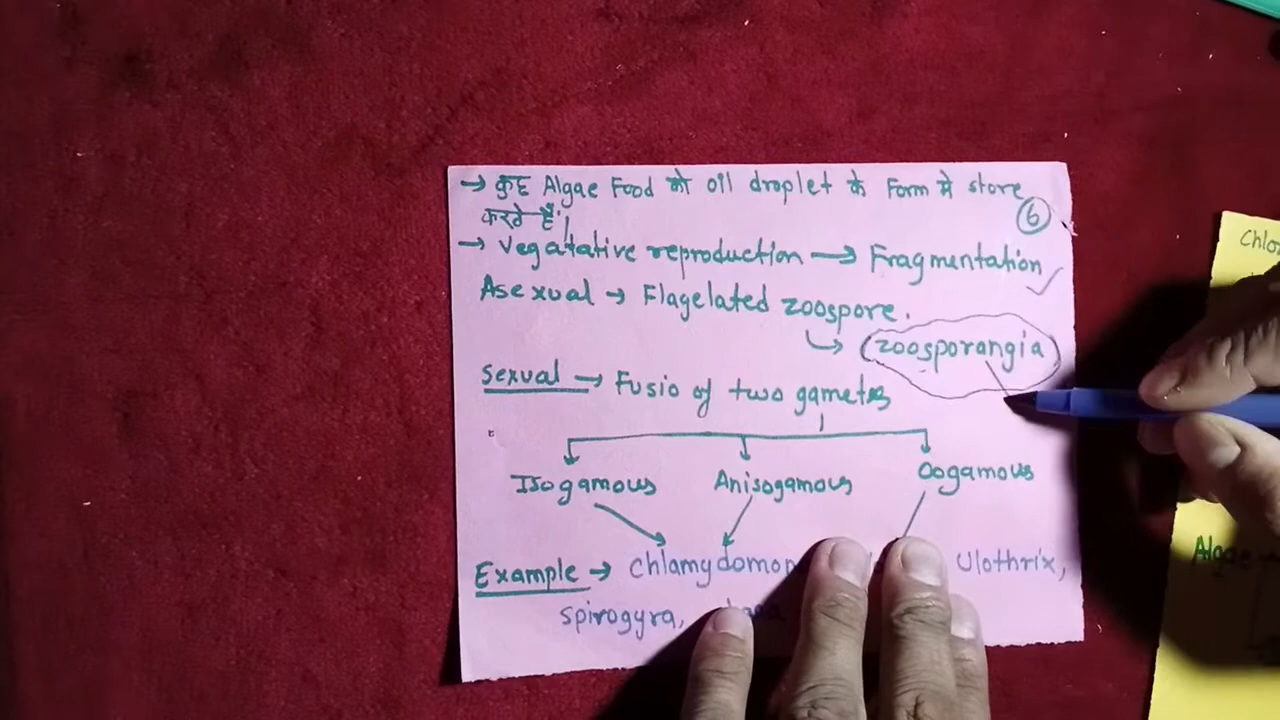 → कुछ Algae Food को oil droplet के Form में store
करते हैं।
⑥
→ Vegatative reproduction → Fragmentation
Asexual → Flagelated zoospore.
↳ zoosporangia
sexual → Fusio of two gametes
Isogamous Anisogamous Oogamous
Example → chlamydomon Ulothrix,
spirogyra,
Algae